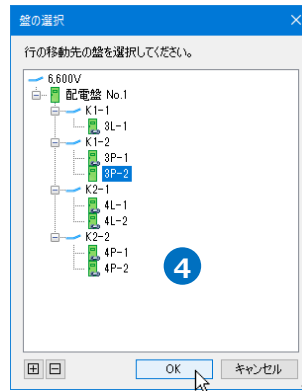 盤の選択
行の移動先の盤を選択してください。
6,600V
配電盤 No.1
K1-1
3L-1
K1-2
3P-1
3P-2
K2-1
4L-1
4L-2
K2-2
4P-1
4P-2
4
OK キャンセル